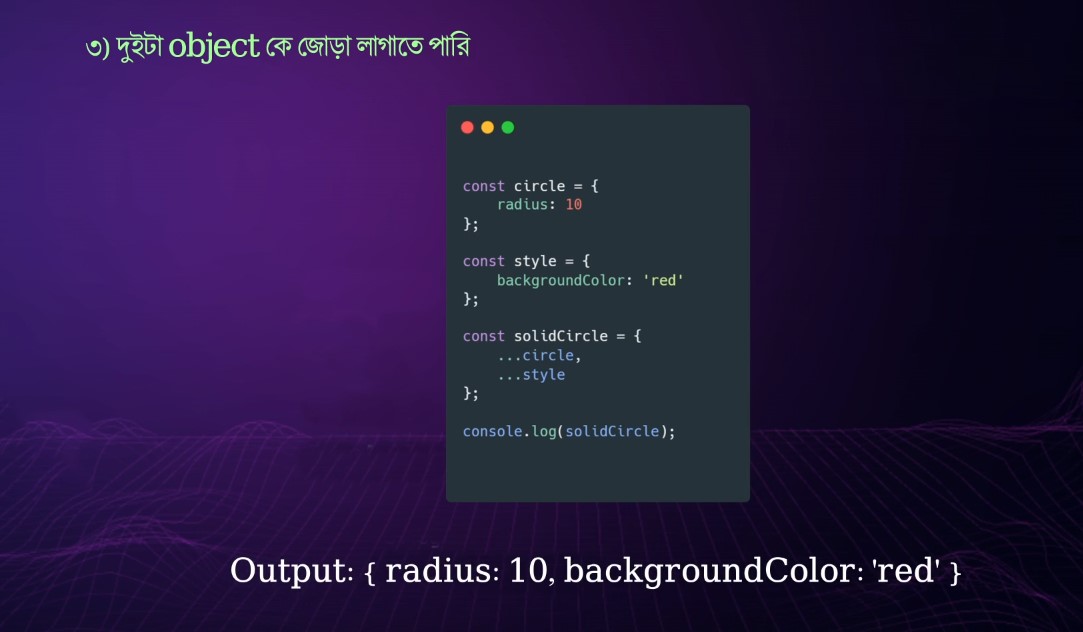 ৩) দুইটা object কে জোড়া লাগাতে পারি
const circle = {
    radius: 10
};
const style = {
    backgroundColor: 'red'
};
const solidCircle = {
    ...circle,
    ...style
};
console.log(solidCircle);
Output: { radius: 10, backgroundColor: 'red' }